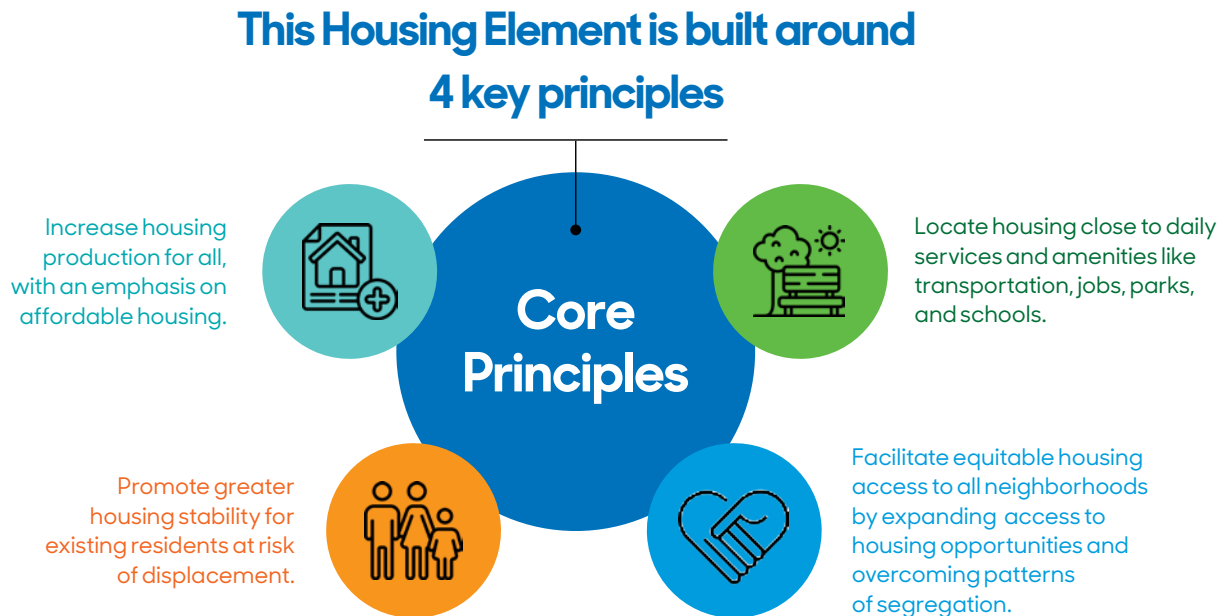 This Housing Element is built around
4 key principles
Core
Principles
Increase housing
production for all,
with an emphasis on
affordable housing.
Locate housing close to daily
services and amenities like
transportation, jobs, parks,
and schools.
Promote greater
housing stability for
existing residents at risk
of displacement.
Facilitate equitable housing
access to all neighborhoods
by expanding access to
housing opportunities and
overcoming patterns
of segregation.